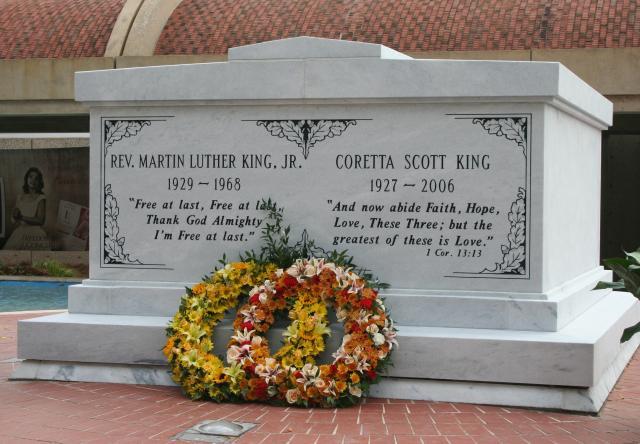 REV. MARTIN LUTHER KING, JR.
1929 ~ 1968
"Free at last, Free at last,
Thank God Almighty
I'm Free at last."
CORETTA SCOTT KING
1927 ~ 2006
"And now abide Faith, Hope,
Love, These Three; but the
greatest of these is Love."
1 Cor. 13:13